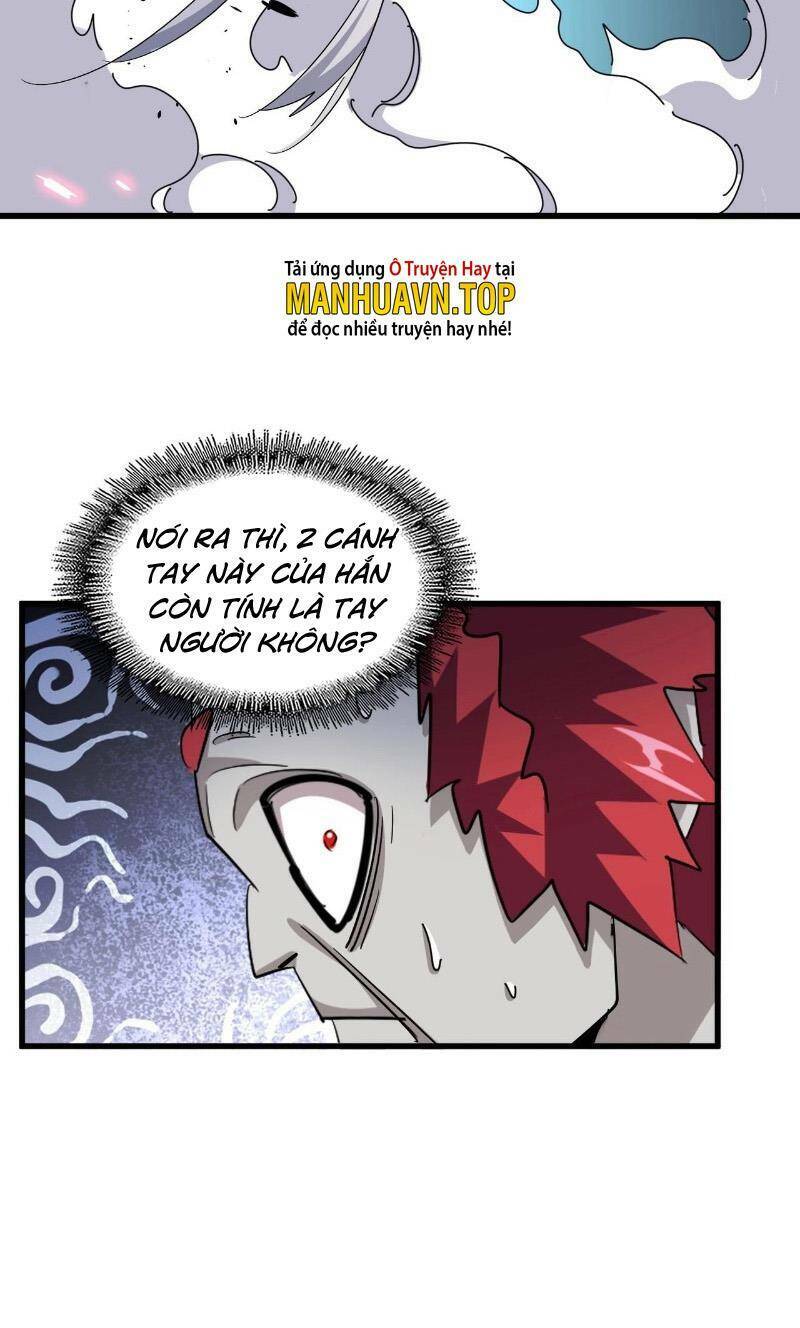 Tải ứng dụng Ô Truyện Hay tại
MANHUAVN.TOP
để đọc nhiều truyện hay nhé!
NÓI RA THÌ, 2 CÁNH
TAY NÀY CỦA HẮN
CÒN TÍNH LÀ TAY
NGƯỜI KHÔNG?